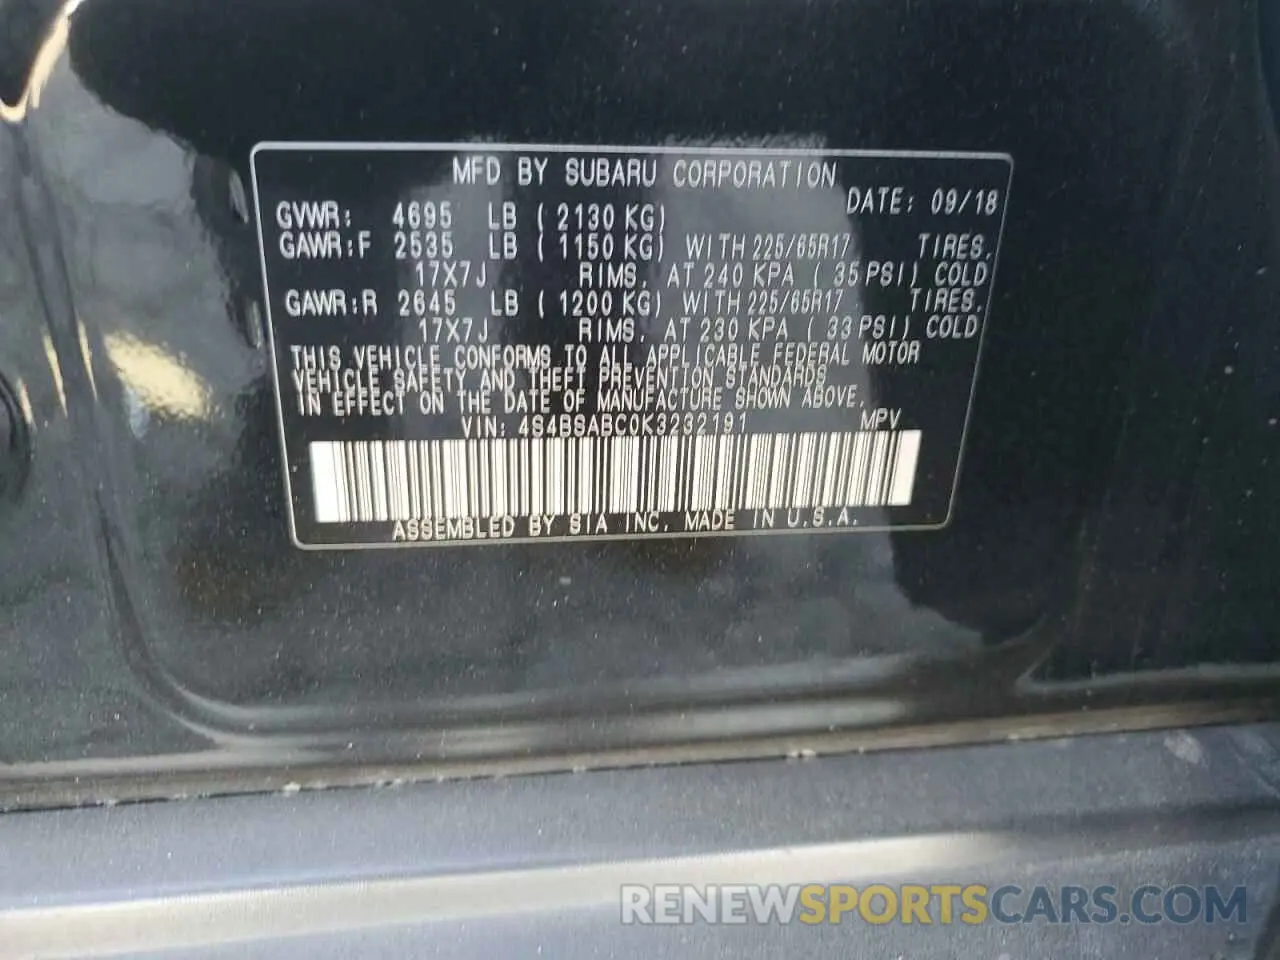 MFD BY SUBARU CORPORATION
DATE: 09/18
GVWR: 4695 LB ( 2130 KG)
GAWR:F 2535 LB ( 1150 KG) WITH 225/65R17 TIRES,
17X7J RIMS, AT 240 KPA ( 35 PSI) COLD
GAWR:R 2645 LB ( 1200 KG) WITH 225/65R17 TIRES,
17X7J RIMS, AT 230 KPA ( 33 PSI) COLD
THIS VEHICLE CONFORMS TO ALL APPLICABLE FEDERAL MOTOR
VEHICLE SAFETY AND THEFT PREVENTION STANDARDS
IN EFFECT ON THE DATE OF MANUFACTURE SHOWN ABOVE.
VIN: 4S4BSABC0K3232191 MPV
ASSEMBLED BY SIA INC. MADE IN U.S.A.
RENEWSPORTSCARS.COM